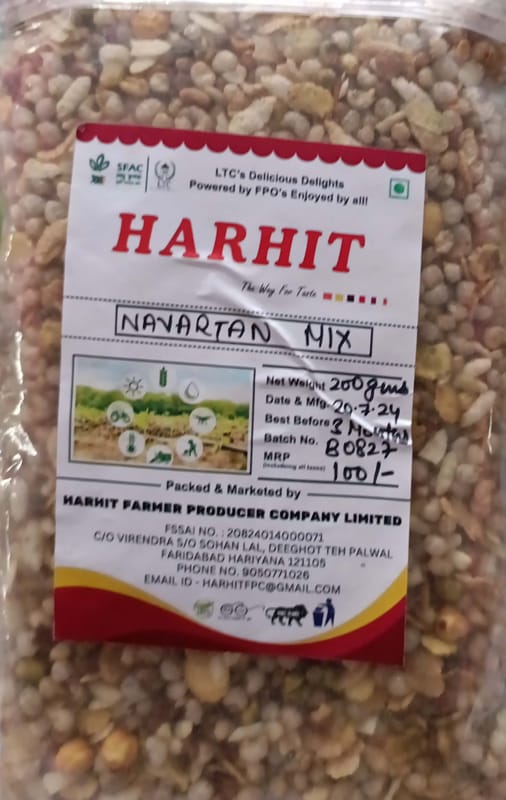 SFAC
LTC's Delicious Delights
Powered by FPO's Enjoyed by all!
HARHIT
The Way For Taste
NAVARTAN MIX
Net Weight 200gms
Date & Mfg. 20.7.24
Best Before 3 Months
Batch No. B0827
MRP 100/-
(Including all taxes)
Packed & Marketed by
HARHIT FARMER PRODUCER COMPANY LIMITED
FSSAI NO. : 20824014000071
C/O VIRENDRA S/O SOHAN LAL, DEEGHOT TEH PALWAL
FARIDABAD HARIYANA 121105
PHONE NO. 9050771026
EMAIL ID - HARHITFPC@GMAIL.COM